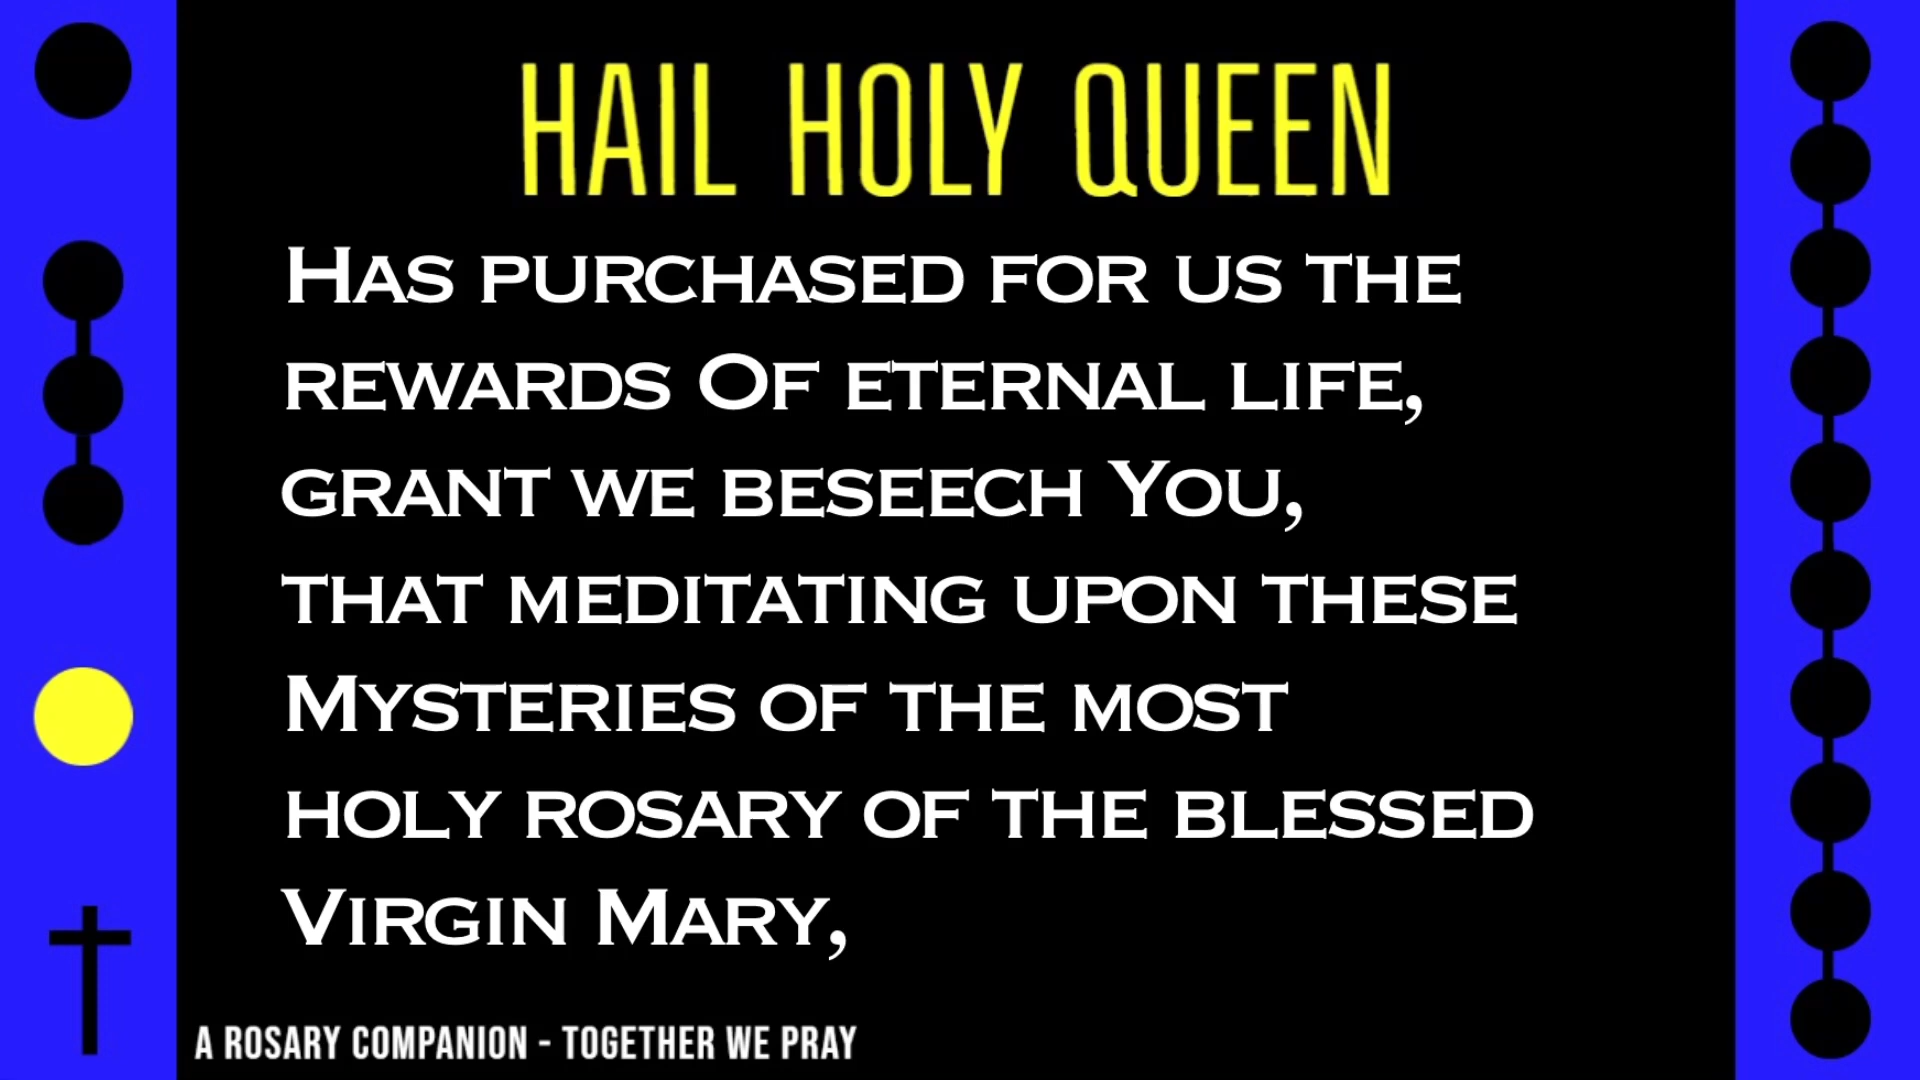 HAIL HOLY QUEEN
Has purchased for us the
rewards Of eternal life,
grant we beseech You,
that meditating upon these
Mysteries of the most
holy rosary of the blessed
Virgin Mary,
A ROSARY COMPANION - TOGETHER WE PRAY